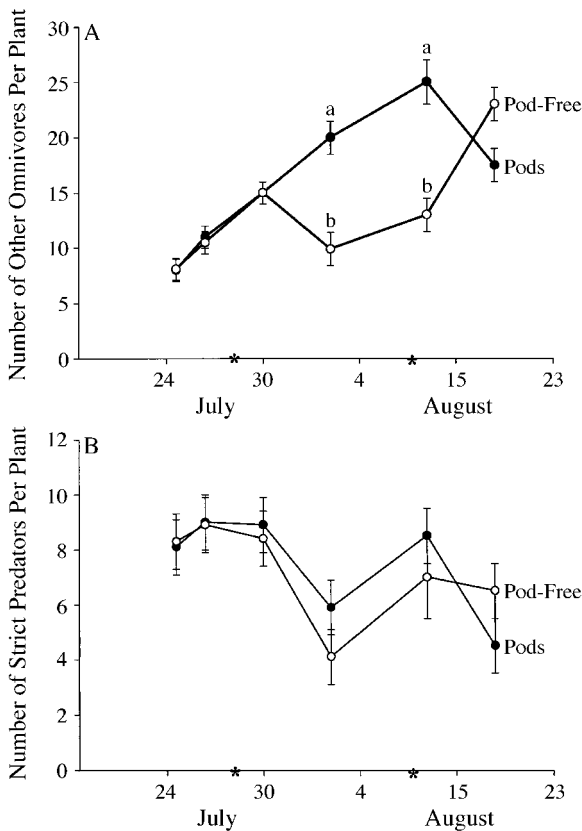 A
Number of Other Omnivores Per Plant
30
25
20
15
10
5
0
a
a
b
b
Pod-Free
Pods
* *
24 30 4 15 23
July August
B
Number of Strict Predators Per Plant
12
10
8
6
4
2
0
Pod-Free
Pods
* *
24 30 4 15 23
July August